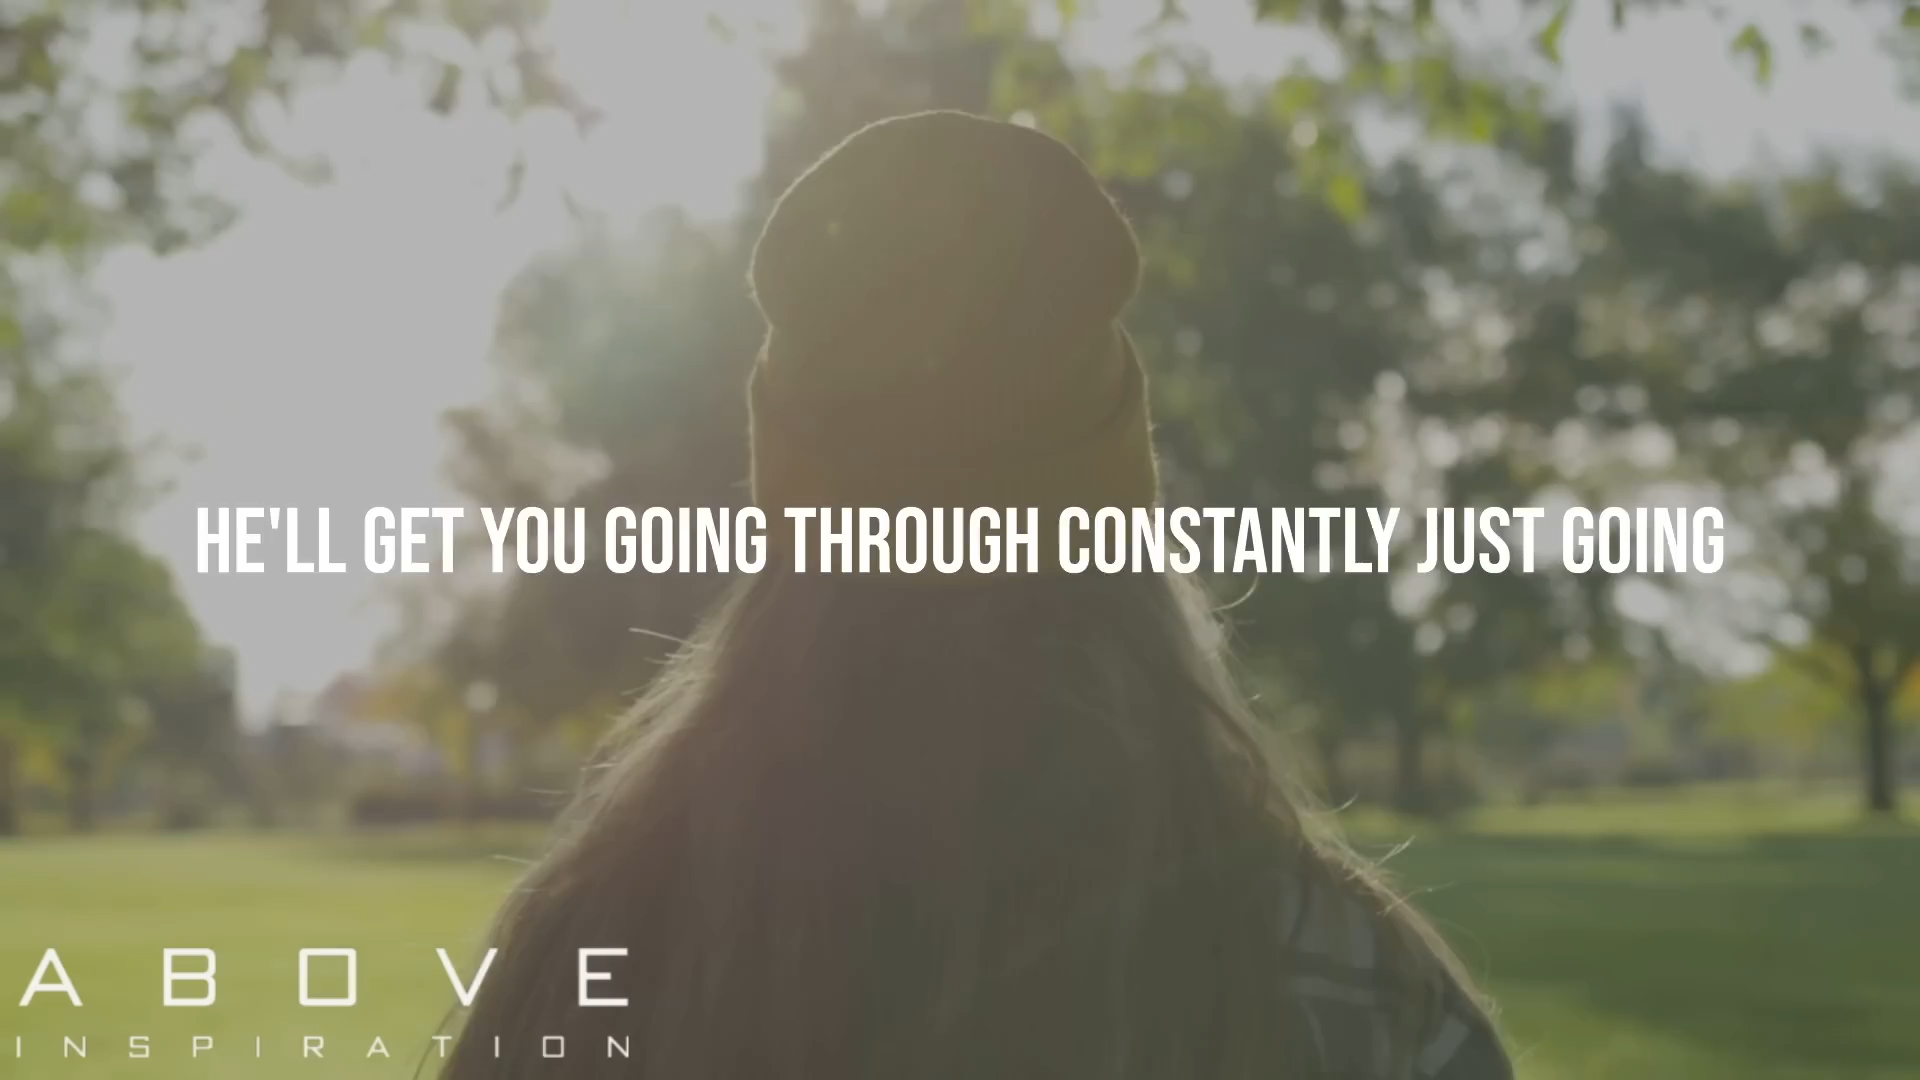 HE'LL GET YOU GOING THROUGH CONSTANTLY JUST GOING
ABOVE
INSPIRATION